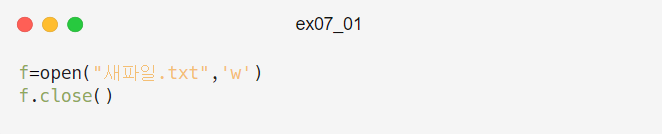 ex07_01
f=open("새파일.txt",'w')
f.close()